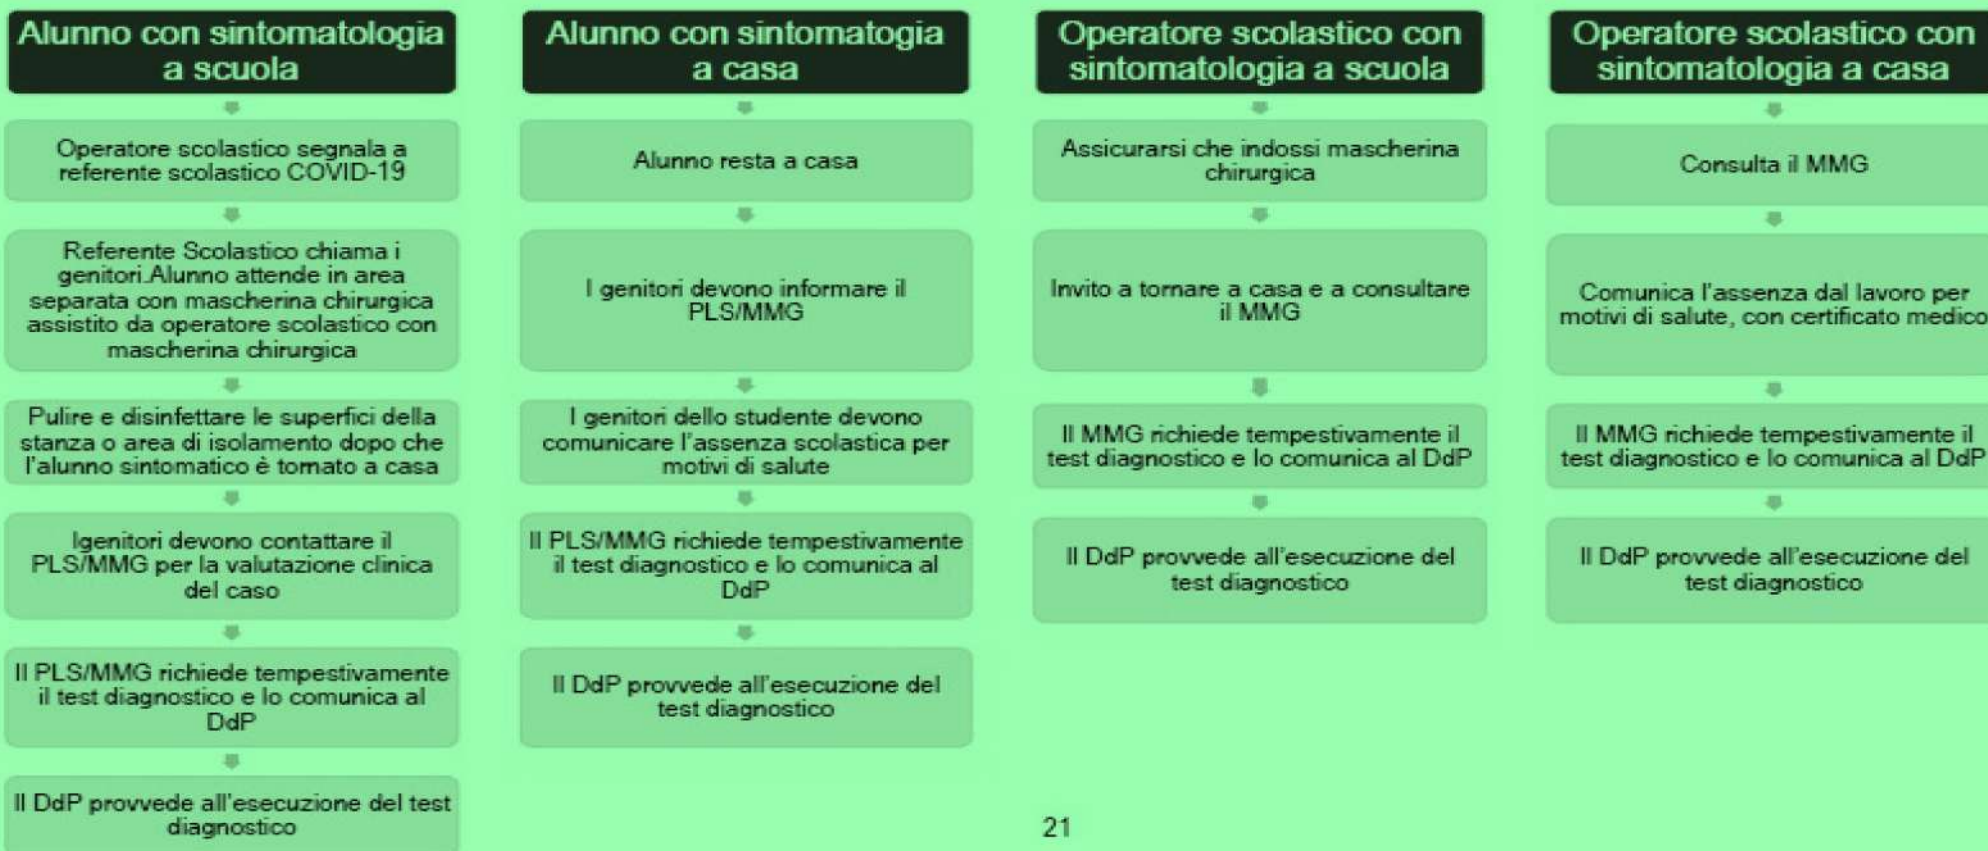 Alunno con sintomatologia
a scuola
Operatore scolastico segnala a
referente scolastico COVID-19
Referente Scolastico chiama i
genitori.Alunno attende in area
separata con mascherina chirurgica
assistito da operatore scolastico con
mascherina chirurgica
Pulire e disinfettare le superfici della
stanza o area di isolamento dopo che
l'alunno sintomatico è tornato a casa
Igenitori devono contattare il
PLS/MMG per la valutazione clinica
del caso
Il PLS/MMG richiede tempestivamente
il test diagnostico e lo comunica al
DdP
Il DdP provvede all'esecuzione del test
diagnostico
Alunno con sintomatogia
a casa
Alunno resta a casa
I genitori devono informare il
PLS/MMG
I genitori dello studente devono
comunicare l'assenza scolastica per
motivi di salute
Il PLS/MMG richiede tempestivamente
il test diagnostico e lo comunica al
DdP
Il DdP provvede all'esecuzione del
test diagnostico
Operatore scolastico con
sintomatologia a scuola
Assicurarsi che indossi mascherina
chirurgica
Invito a tornare a casa e a consultare
il MMG
Il MMG richiede tempestivamente il
test diagnostico e lo comunica al DdP
Il DdP provvede all'esecuzione del
test diagnostico
Operatore scolastico con
sintomatologia a casa
Consulta il MMG
Comunica l'assenza dal lavoro per
motivi di salute, con certificato medico
Il MMG richiede tempestivamente il
test diagnostico e lo comunica al DdP
Il DdP provvede all'esecuzione del
test diagnostico
21